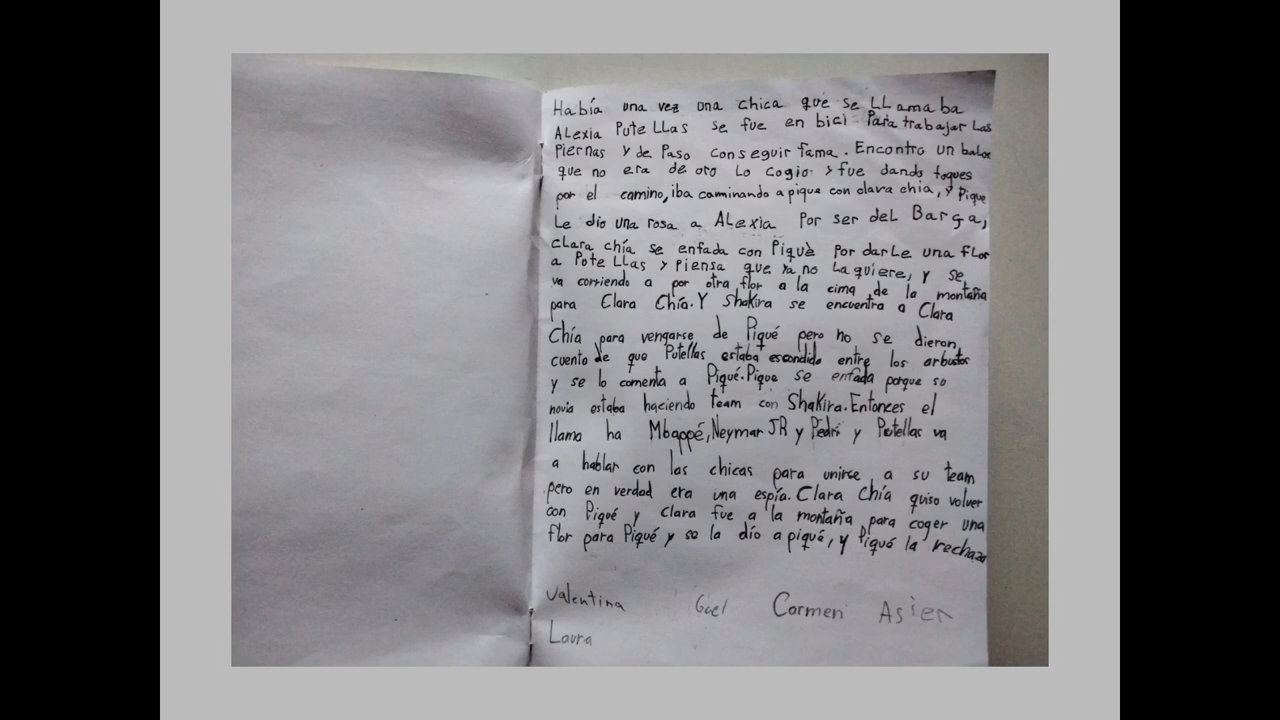 Había una vez una chica que se LLamaba
ALexia PuteLLas se fue en bici Para trabajar Las
Piernas y de Paso conseguir fama. Encontro un balon
que no era de oro Lo cogio y fue dando toques
por el camino, iba caminando a pique con clara chia, y Pique
Le dio una rosa a ALexia Por ser del Barça,
clara chía se enfada con Piquè Por darLe una flor
a PoteLLas y Piensa que ya no La quiere, y se
va corriendo a por otra flor a la cima de la montaña
para Clara Chía. Y Shakira se encuentra a Clara
Chía para vengarse de Piqué pero no se dieron
cuento de que Putellas estaba escondido entre los arbustos
y se lo comenta a Piqué. Pique se enfada porque so
novia estaba haciendo team con Shakira. Entonces el
llama ha Mbappé, Neymar JR y Pedri y Putellas va
a hablar con las chicas para unirse a su team
pero en verdad era una espía. Clara Chía quiso volver
con Piqué y Clara fue a la montaña para coger una
flor para Piqué y se la dío a piqué, y Piqué la rechaza
Valentina Gael Carmen Asier
Laura